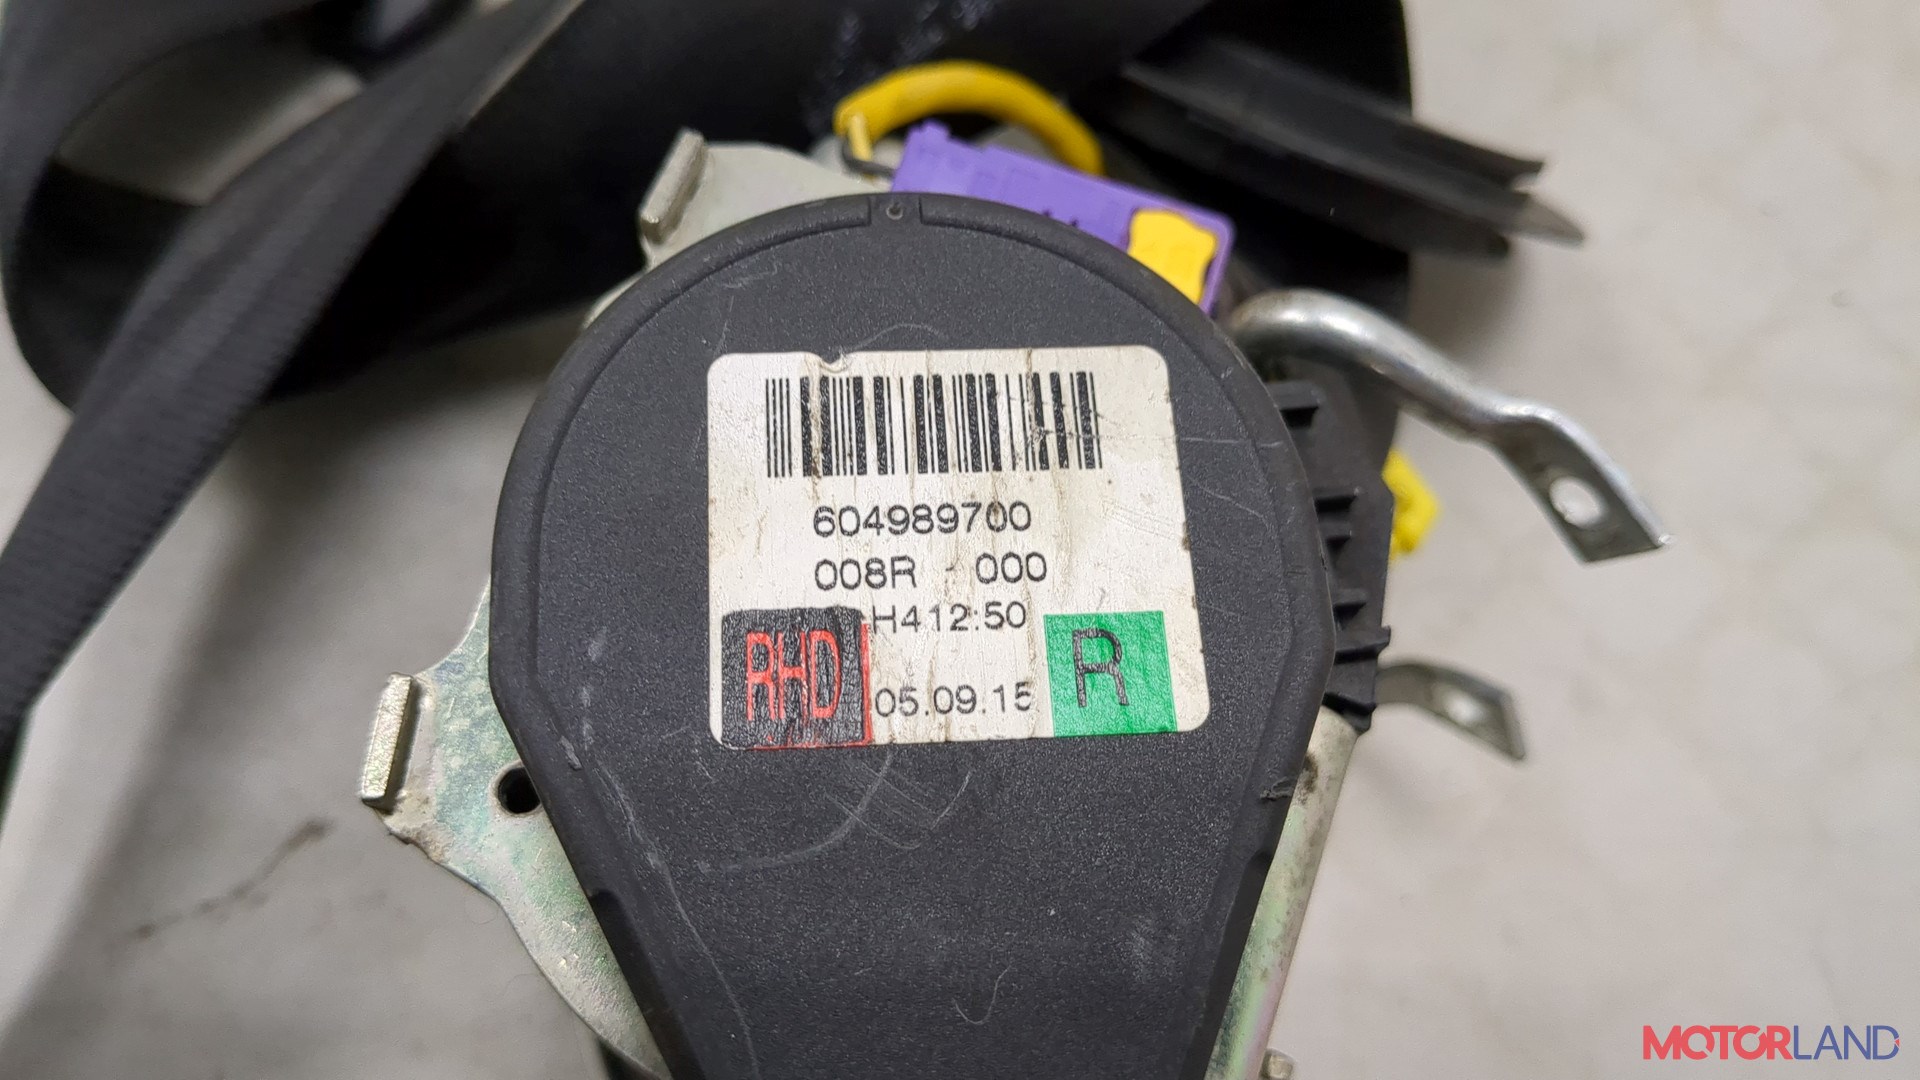 604989700
008R - 000
H412:50
RHD
R
05.09.15
MOTORLAND